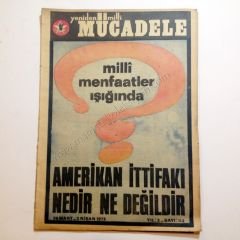 yeniden milli
MÜCADELE
milli
menfaatler
ışığında
AMERİKAN İTTİFAKI
NEDİR NE DEĞİLDİR